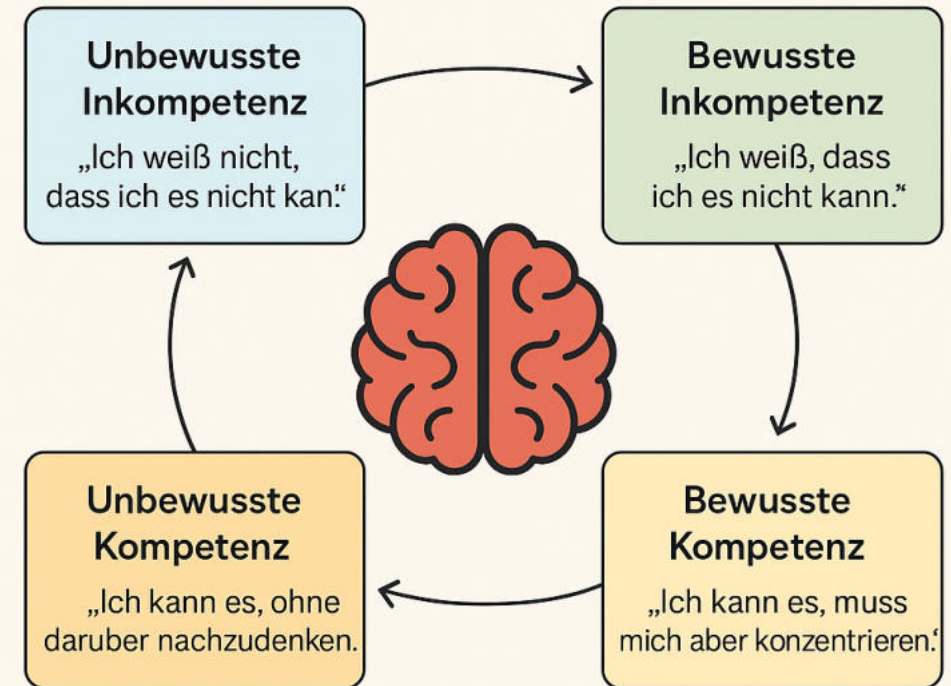 Unbewusste
Inkompetenz
„Ich weiß nicht,
dass ich es nicht kan.“
Bewusste
Inkompetenz
„Ich weiß, dass
ich es nicht kann.“
Unbewusste
Kompetenz
„Ich kann es, ohne
daruber nachzudenken.
Bewusste
Kompetenz
„Ich kann es, muss
mich aber konzentrieren.‘